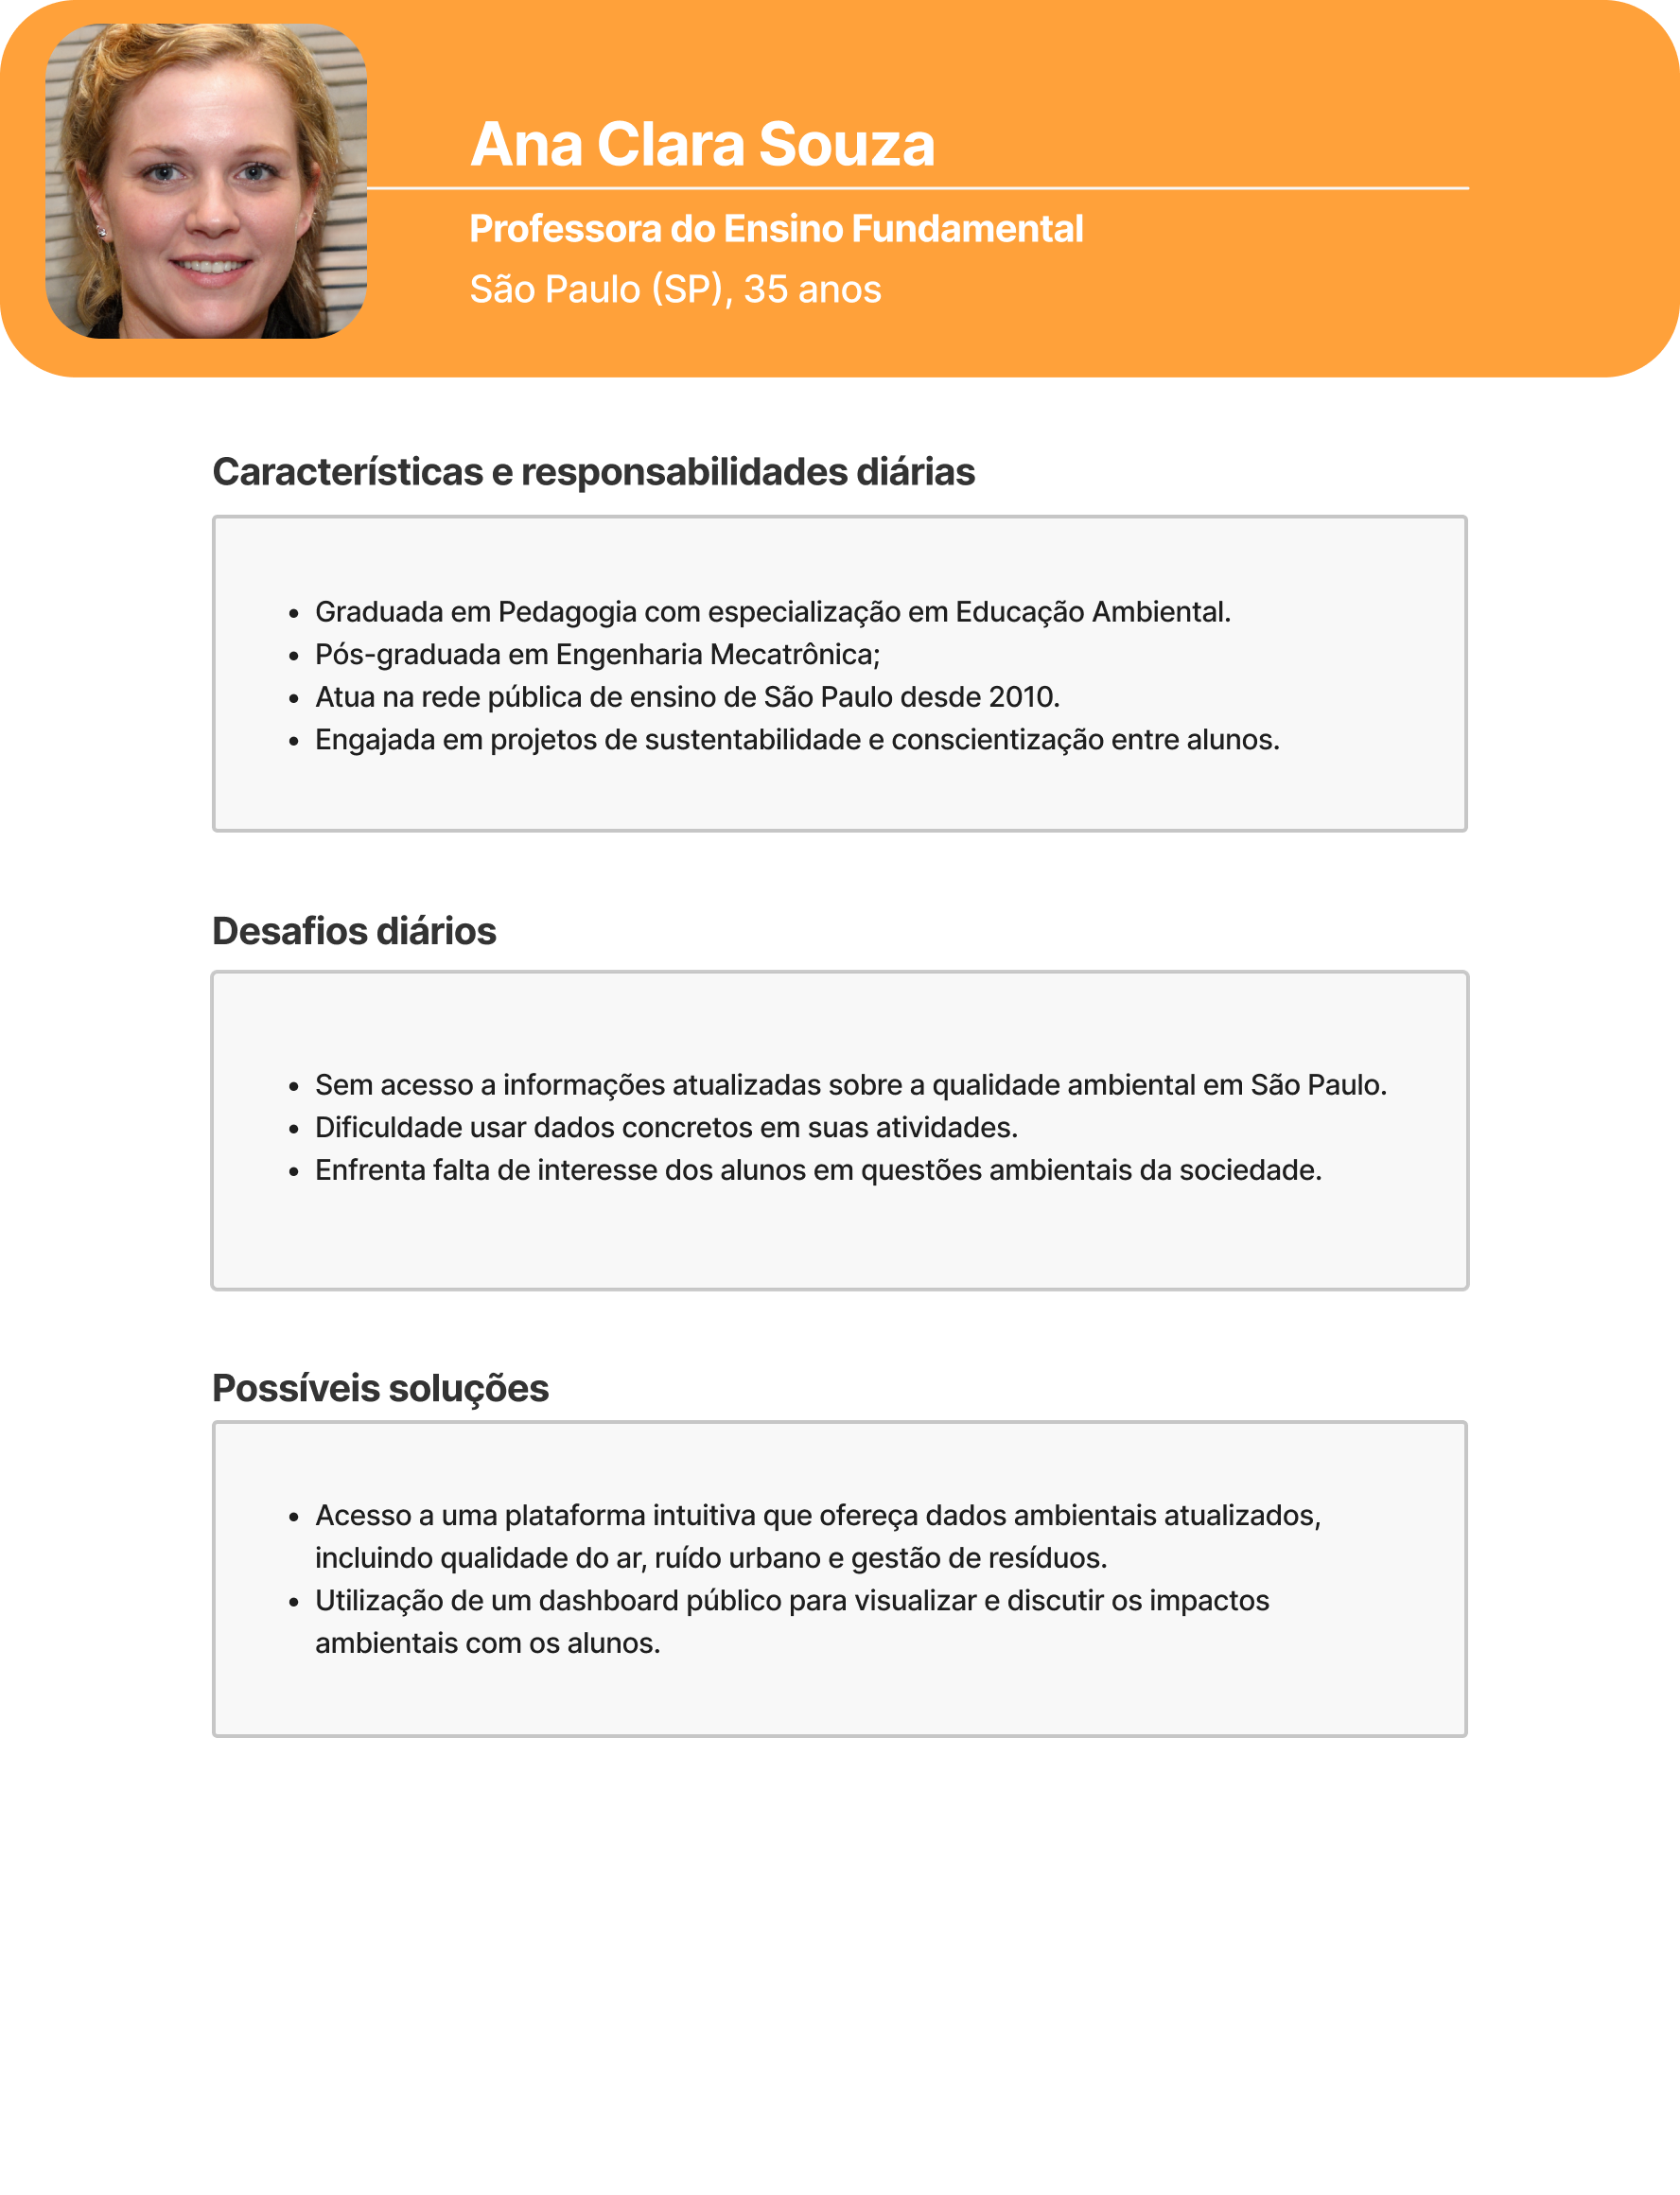 Ana Clara Souza
Professora do Ensino Fundamental
São Paulo (SP), 35 anos
Características e responsabilidades diárias
• Graduada em Pedagogia com especialização em Educação Ambiental.
• Pós-graduada em Engenharia Mecatrônica;
• Atua na rede pública de ensino de São Paulo desde 2010.
• Engajada em projetos de sustentabilidade e conscientização entre alunos.
Desafios diários
• Sem acesso a informações atualizadas sobre a qualidade ambiental em São Paulo.
• Dificuldade usar dados concretos em suas atividades.
• Enfrenta falta de interesse dos alunos em questões ambientais da sociedade.
Possíveis soluções
• Acesso a uma plataforma intuitiva que ofereça dados ambientais atualizados,
incluindo qualidade do ar, ruído urbano e gestão de resíduos.
• Utilização de um dashboard público para visualizar e discutir os impactos
ambientais com os alunos.